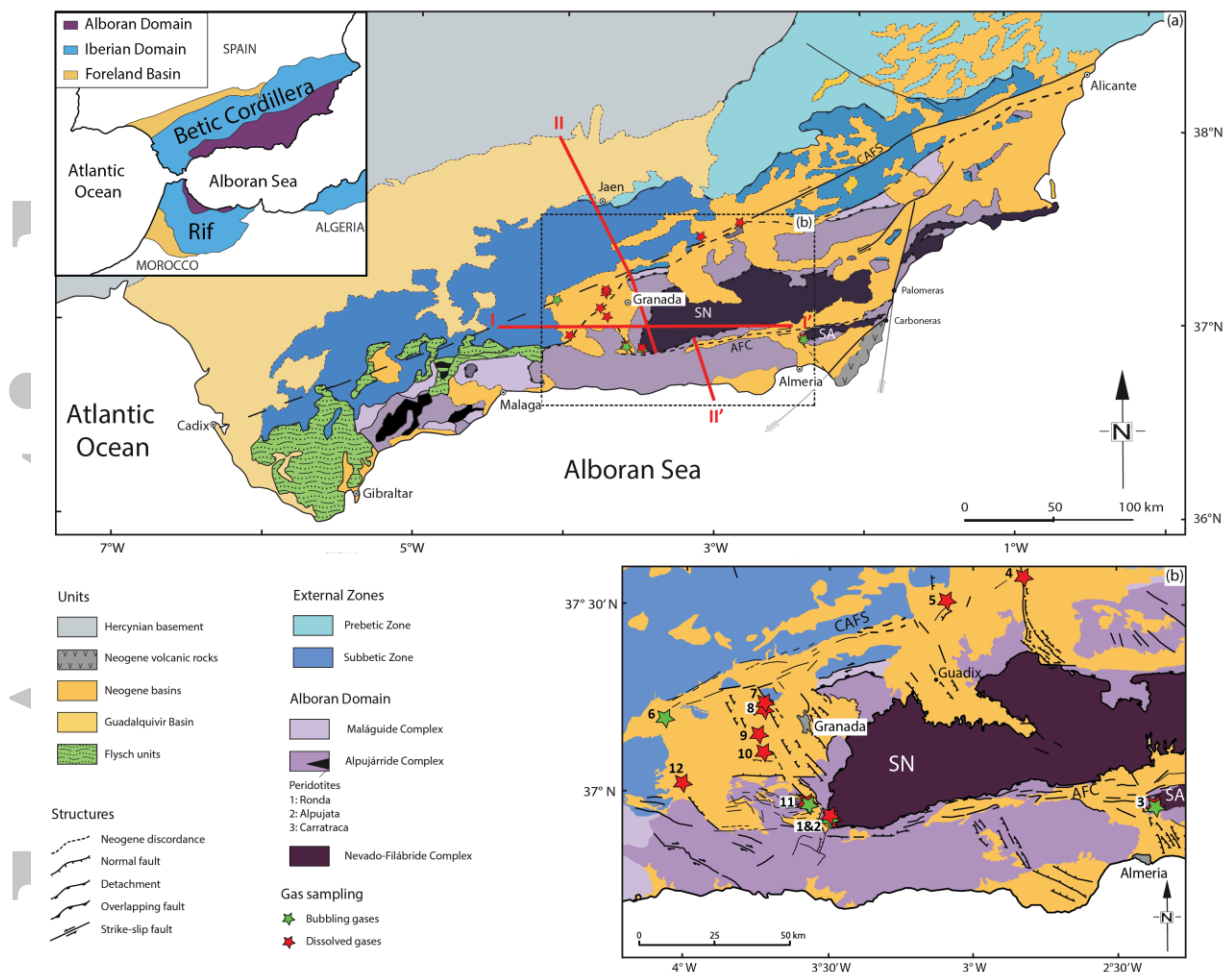 Alboran Domain
Iberian Domain
Foreland Basin
SPAIN
Betic Cordillera
Atlantic
Ocean
Alboran Sea
Rif
ALGERIA
MOROCCO
(a)
Alicante
II
38°N
CAFS
Jaen
(b)
Granada
SN
Palomeras
I
I'
37°N
Carboneras
SA
AFC
Almeria
Malaga
II'
Atlantic
Ocean
Cadix
N
Alboran Sea
Gibraltar
0 50 100 km
36°N
7°W 5°W 3°W 1°W
Units
Hercynian basement
Neogene volcanic rocks
Neogene basins
Guadalquivir Basin
Flysch units
Structures
Neogene discordance
Normal fault
Detachment
Overlapping fault
Strike-slip fault
External Zones
Prebetic Zone
Subbetic Zone
Alboran Domain
Maláguide Complex
Alpujárride Complex
Peridotites
1: Ronda
2: Alpujata
3: Carratraca
Nevado-Filábride Complex
Gas sampling
Bubbling gases
Dissolved gases
(b)
4
37° 30' N
5
CAFS
Guadix
7
6
8
Granada
9
10
SN
12
37° N
AFC
SA
11
3
1&2
Almeria
N
0 25 50 km
4° W 3°30' W 3° W 2°30' W